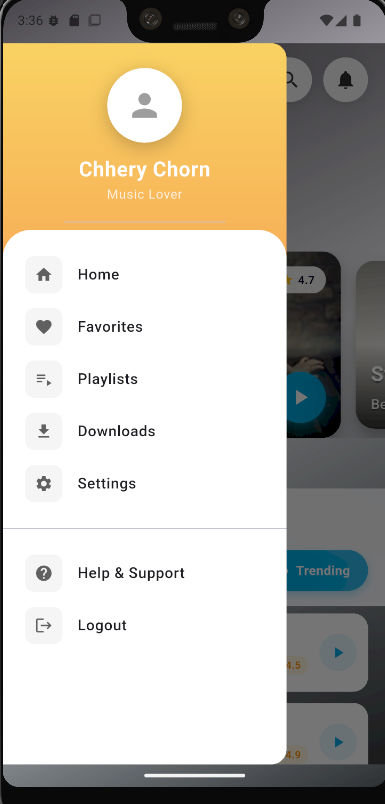 3:36
Chhery Chorn
Music Lover
Home
Favorites
4.7
Playlists
Downloads
Settings
Help & Support
Trending
Logout
4.5
4.9